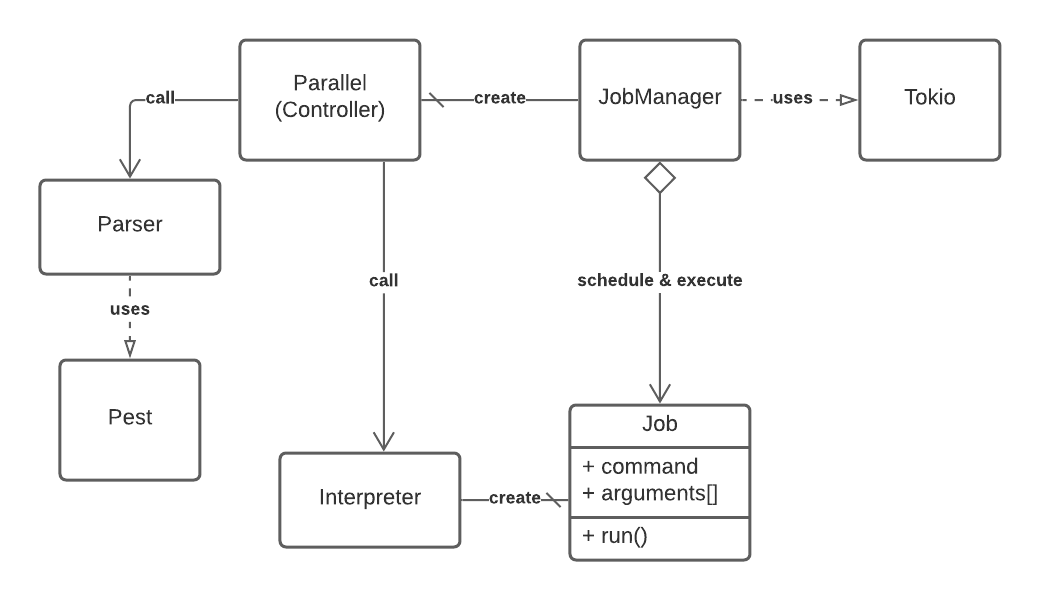 call
Parallel
(Controller)
create
JobManager
uses
Tokio
Parser
uses
call
schedule & execute
Pest
Job
+ command
+ arguments[]
+ run()
Interpreter
create